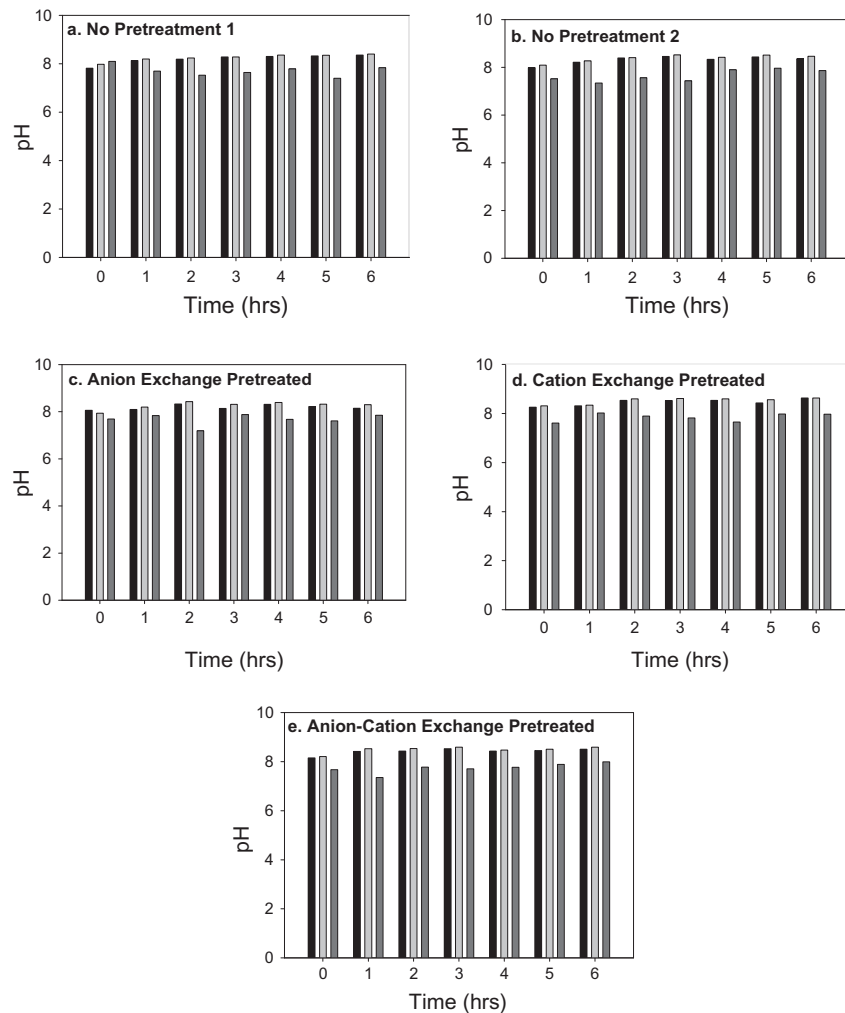 a. No Pretreatment 1
10
8
6
4
2
0
pH
0 1 2 3 4 5 6
Time (hrs)
b. No Pretreatment 2
10
8
6
4
2
0
pH
0 1 2 3 4 5 6
Time (hrs)
c. Anion Exchange Pretreated
10
8
6
4
2
0
pH
0 1 2 3 4 5 6
Time (hrs)
d. Cation Exchange Pretreated
10
8
6
4
2
0
pH
0 1 2 3 4 5 6
Time (hrs)
e. Anion-Cation Exchange Pretreated
10
8
6
4
2
0
pH
0 1 2 3 4 5 6
Time (hrs)